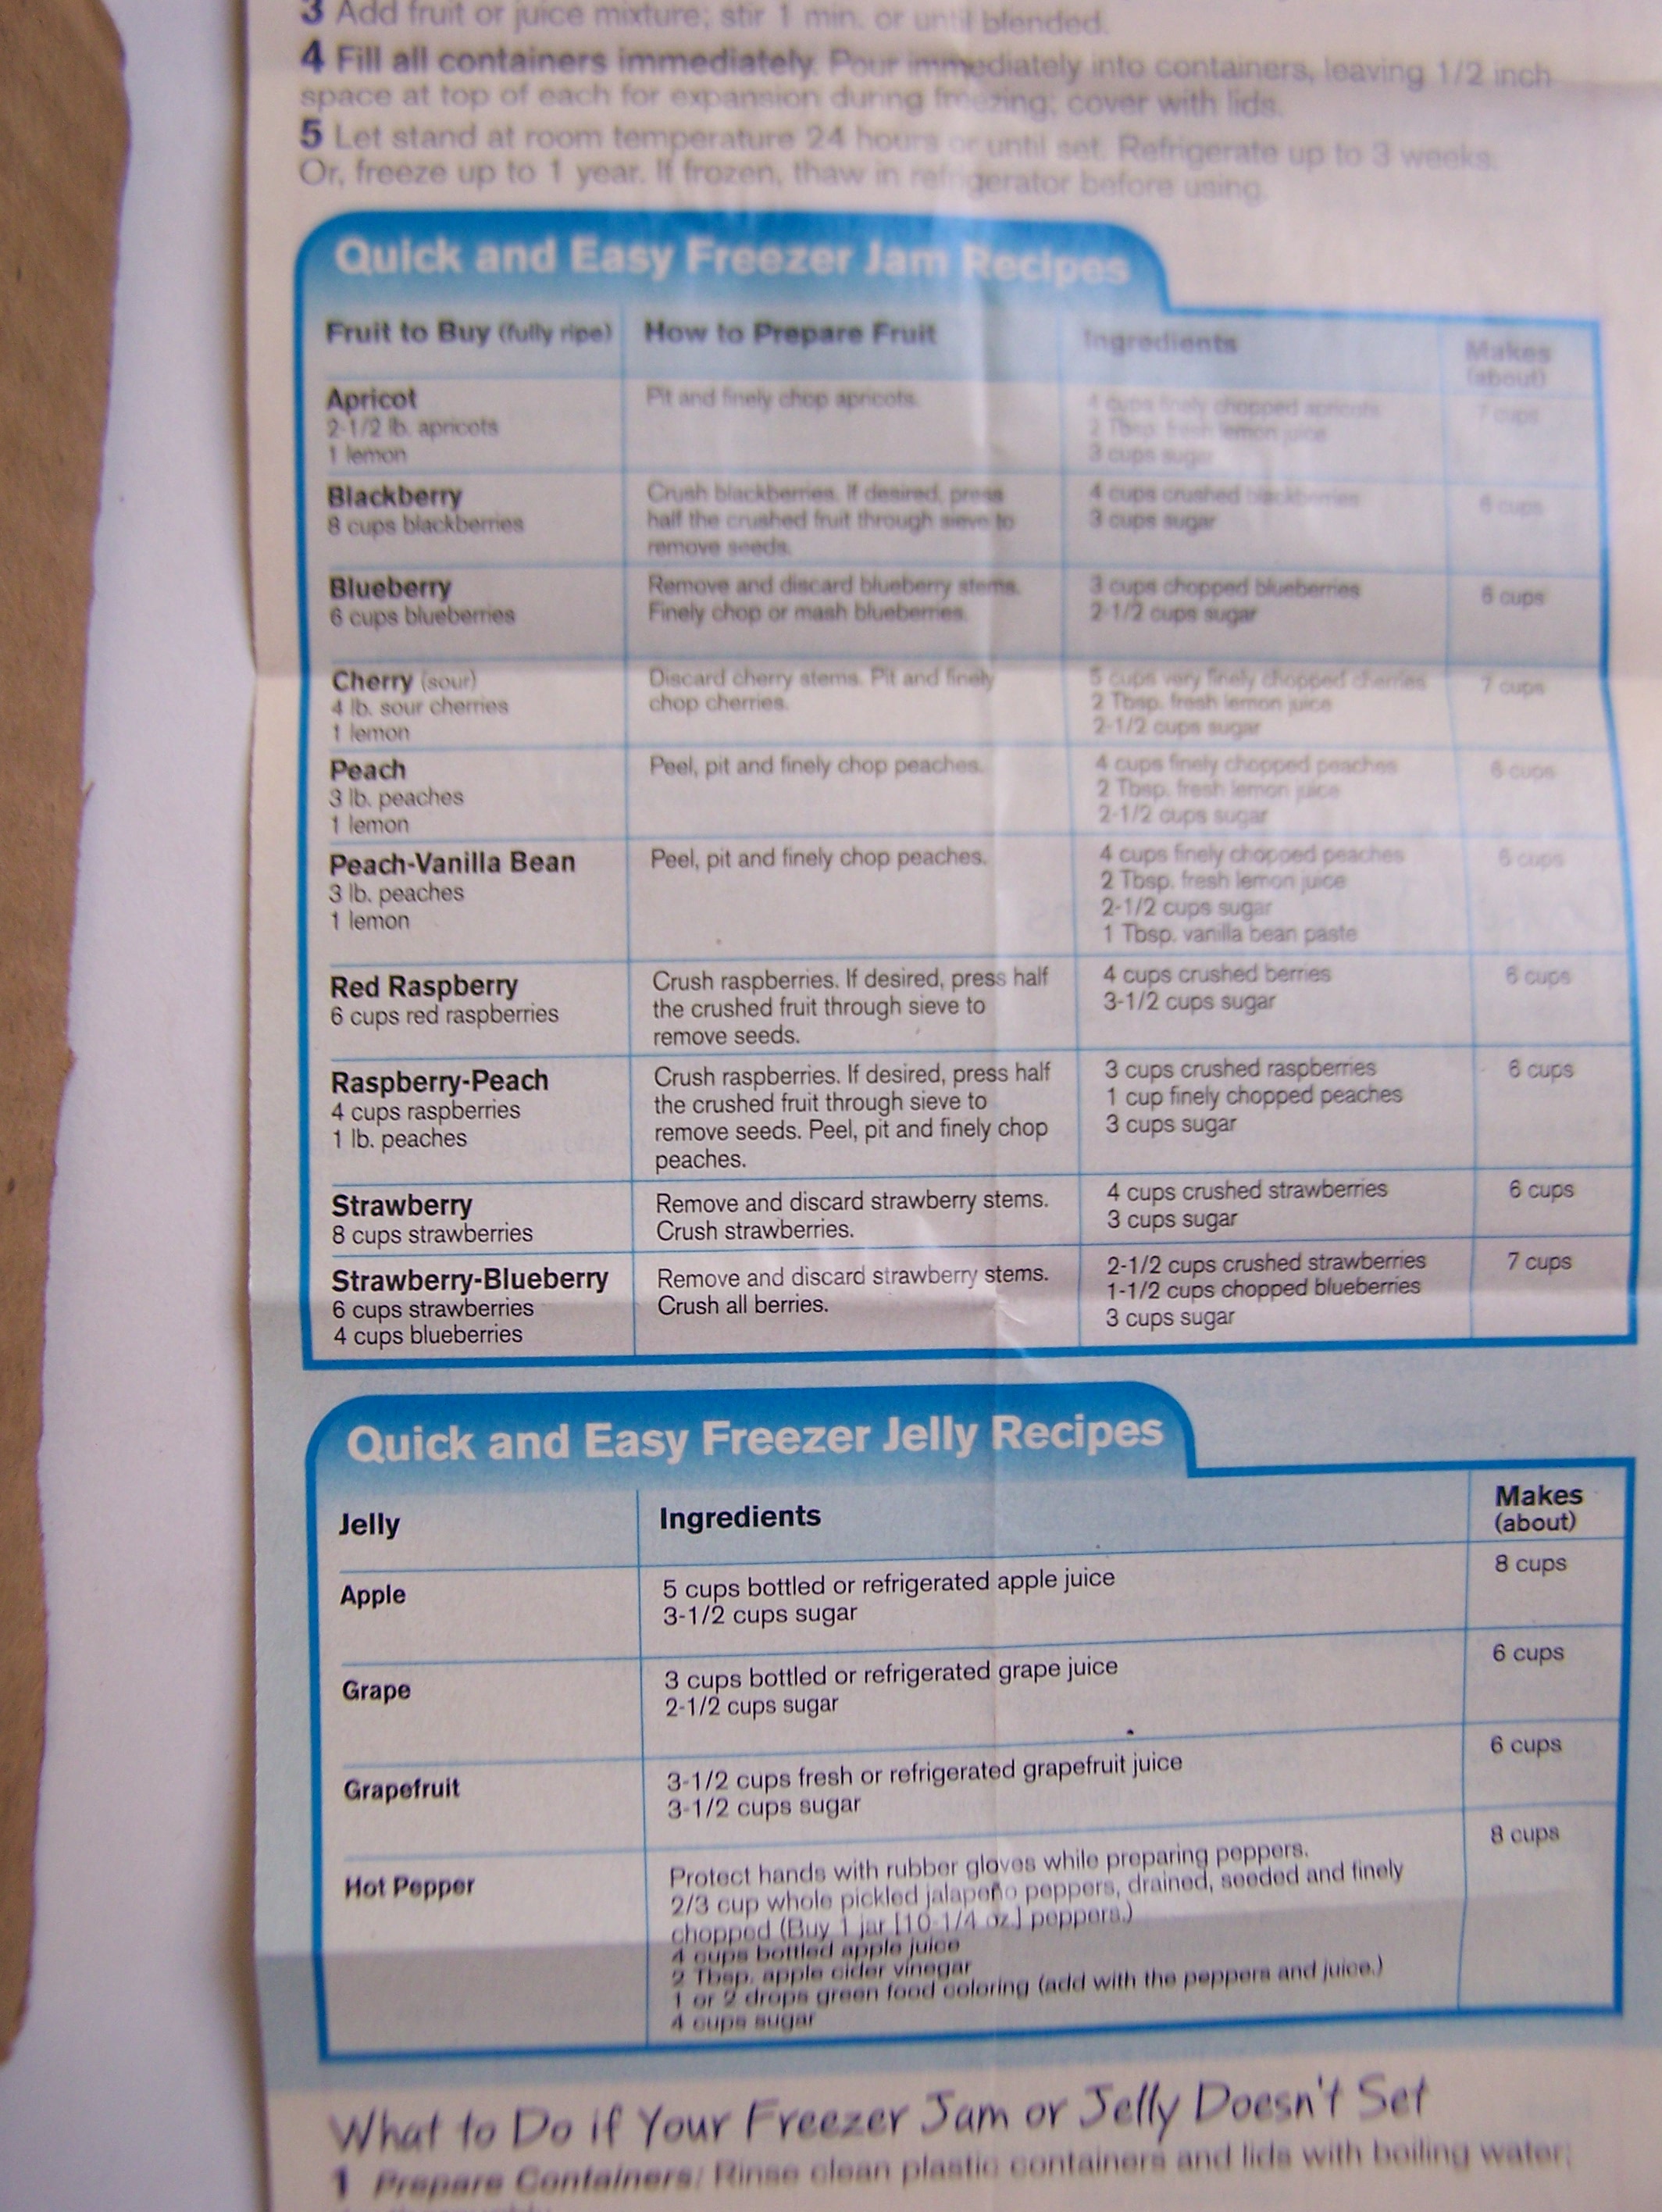 3 Add fruit or juice mixture; stir 1 min. or until blended.
4 Fill all containers immediately. Pour immediately into containers, leaving 1/2 inch
space at top of each for expansion during freezing; cover with lids.
5 Let stand at room temperature 24 hours or until set. Refrigerate up to 3 weeks.
Or, freeze up to 1 year. If frozen, thaw in refrigerator before using.
Quick and Easy Freezer Jam Recipes
Fruit to Buy (fully ripe) How to Prepare Fruit Ingredients Makes
(about)
Apricot
2-1/2 lb. apricots
1 lemon
Pit and finely chop apricots.
4 cups finely chopped apricots
2 Tbsp. fresh lemon juice
3 cups sugar
7 cups
Blackberry
8 cups blackberries
Crush blackberries. If desired, press
half the crushed fruit through sieve to
remove seeds.
4 cups crushed blackberries
3 cups sugar
6 cups
Blueberry
6 cups blueberries
Remove and discard blueberry stems.
Finely chop or mash blueberries.
3 cups chopped blueberries
2-1/2 cups sugar
6 cups
Cherry (sour)
4 lb. sour cherries
1 lemon
Discard cherry stems. Pit and finely
chop cherries.
5 cups very finely chopped cherries
2 Tbsp. fresh lemon juice
2-1/2 cups sugar
7 cups
Peach
3 lb. peaches
1 lemon
Peel, pit and finely chop peaches.
4 cups finely chopped peaches
2 Tbsp. fresh lemon juice
2-1/2 cups sugar
6 cups
Peach-Vanilla Bean
3 lb. peaches
1 lemon
Peel, pit and finely chop peaches.
4 cups finely chopped peaches
2 Tbsp. fresh lemon juice
2-1/2 cups sugar
1 Tbsp. vanilla bean paste
6 cups
Red Raspberry
6 cups red raspberries
Crush raspberries. If desired, press half
the crushed fruit through sieve to
remove seeds.
4 cups crushed berries
3-1/2 cups sugar
6 cups
Raspberry-Peach
4 cups raspberries
1 lb. peaches
Crush raspberries. If desired, press half
the crushed fruit through sieve to
remove seeds. Peel, pit and finely chop
peaches.
3 cups crushed raspberries
1 cup finely chopped peaches
3 cups sugar
6 cups
Strawberry
8 cups strawberries
Remove and discard strawberry stems.
Crush strawberries.
4 cups crushed strawberries
3 cups sugar
6 cups
Strawberry-Blueberry
6 cups strawberries
4 cups blueberries
Remove and discard strawberry stems.
Crush all berries.
2-1/2 cups crushed strawberries
1-1/2 cups chopped blueberries
3 cups sugar
7 cups
Quick and Easy Freezer Jelly Recipes
Jelly Ingredients Makes
(about)
Apple
5 cups bottled or refrigerated apple juice
3-1/2 cups sugar
8 cups
Grape
3 cups bottled or refrigerated grape juice
2-1/2 cups sugar
6 cups
Grapefruit
3-1/2 cups fresh or refrigerated grapefruit juice
3-1/2 cups sugar
6 cups
Hot Pepper
Protect hands with rubber gloves while preparing peppers.
2/3 cup whole pickled jalapeño peppers, drained, seeded and finely
chopped (Buy 1 jar [10-1/4 oz.] peppers.)
4 cups bottled apple juice
2 Tbsp. apple cider vinegar
1 or 2 drops green food coloring (add with the peppers and juice.)
4 cups sugar
8 cups
What to Do if Your Freezer Jam or Jelly Doesn't Set
1 Prepare Containers: Rinse clean plastic containers and lids with boiling water;